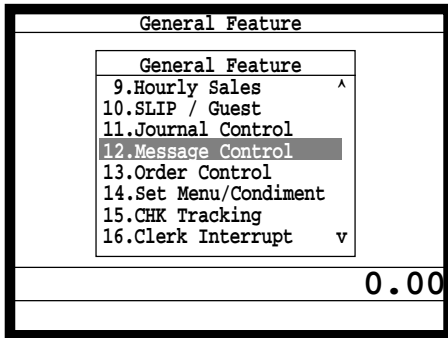 General Feature
General Feature
9.Hourly Sales ^
10.SLIP / Guest
11.Journal Control
12.Message Control
13.Order Control
14.Set Menu/Condiment
15.CHK Tracking
16.Clerk Interrupt v
0.00